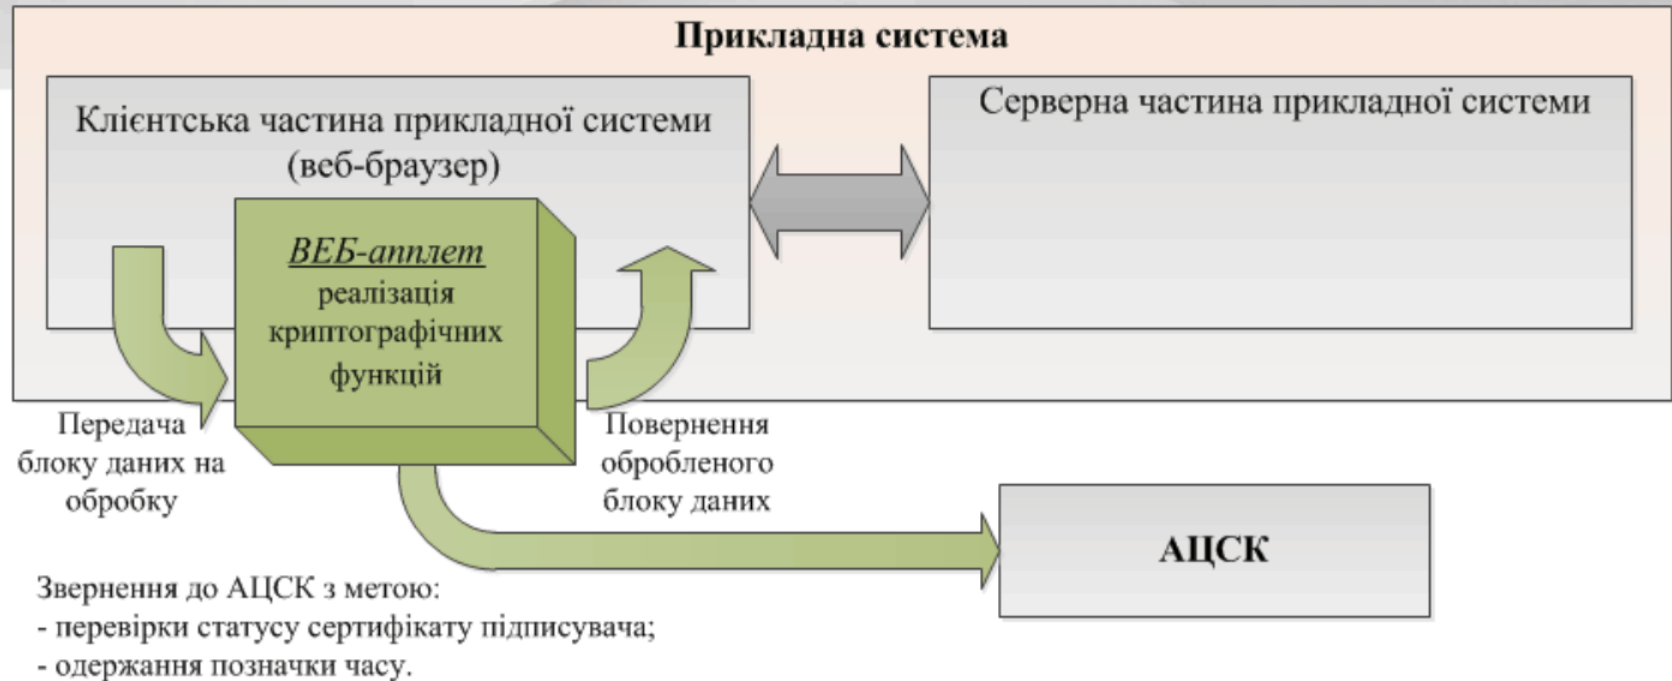 Прикладна система
Клієнтська частина прикладної системи
(веб-браузер)
Серверна частина прикладної системи
ВЕБ-апплет
реалізація
криптографічних
функцій
Передача
блоку даних на
обробку
Повернення
обробленого
блоку даних
АЦСК
Звернення до АЦСК з метою:
- перевірки статусу сертифікату підписувача;
- одержання позначки часу.